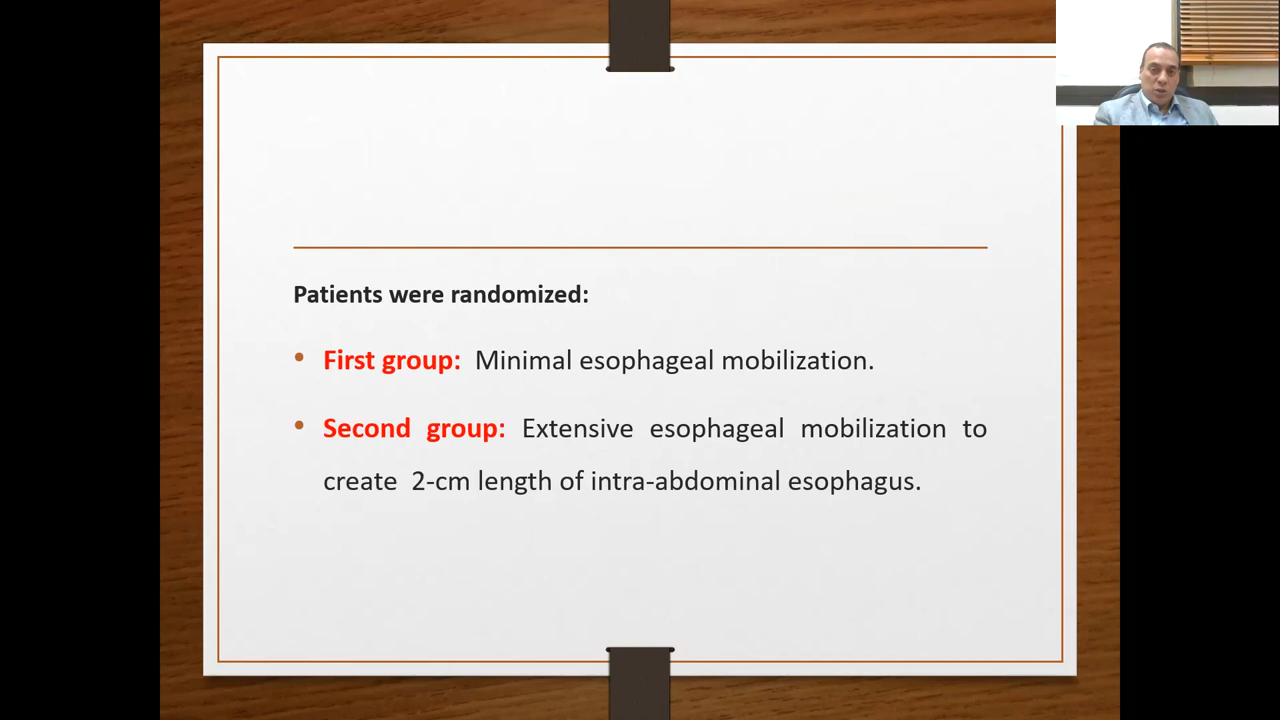 Patients were randomized:
• First group: Minimal esophageal mobilization.
• Second group: Extensive esophageal mobilization to
create 2-cm length of intra-abdominal esophagus.